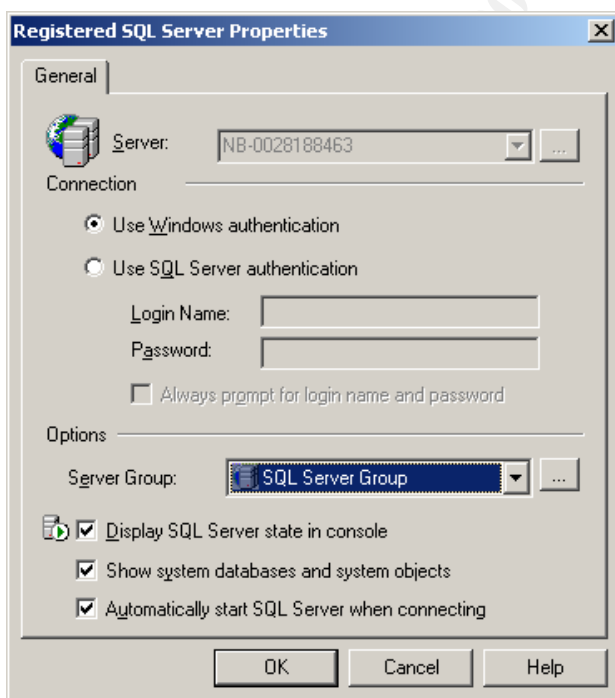 Registered SQL Server Properties
General
Server: NB-0028188463 ...
Connection
Use Windows authentication
Use SQL Server authentication
Login Name:
Password:
Always prompt for login name and password
Options
Server Group: SQL Server Group ...
Display SQL Server state in console
Show system databases and system objects
Automatically start SQL Server when connecting
OK Cancel Help